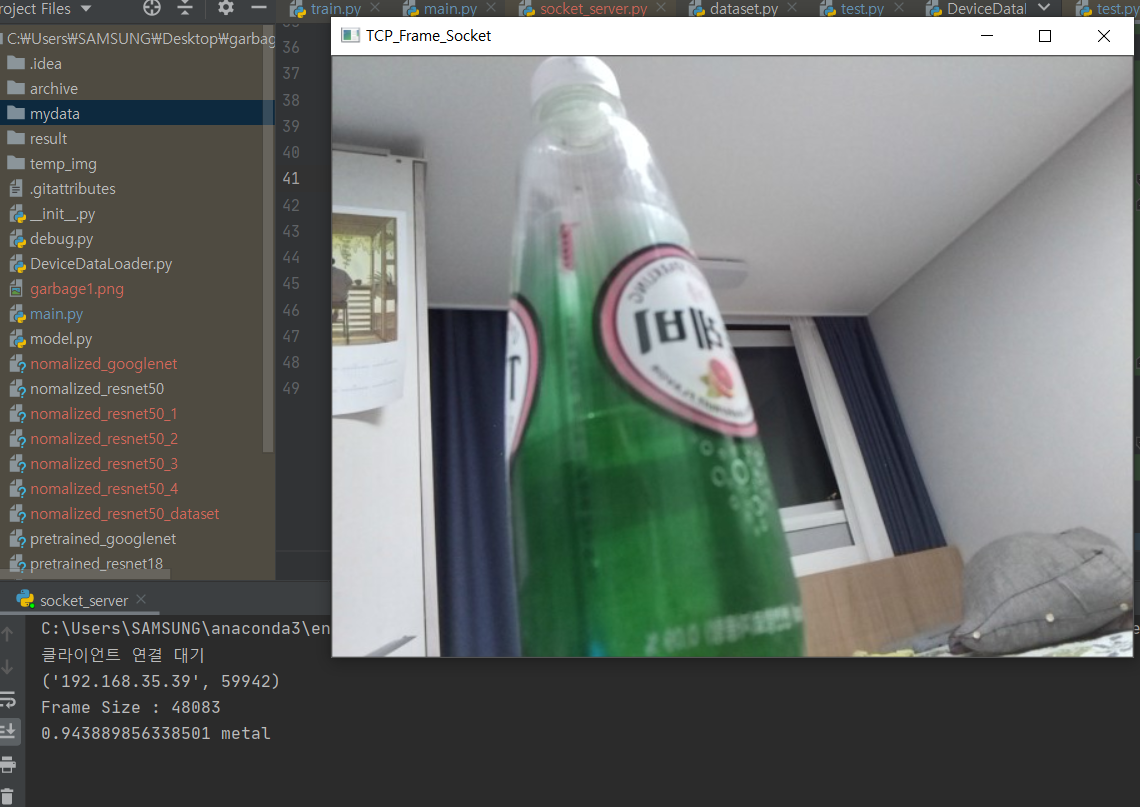 roject Files
train.py
main.py
socket_server.py
dataset.py
test.py
DeviceDatal
test.py
C:\Users\SAMSUNG\Desktop\garbag
.idea
archive
mydata
result
temp_img
.gitattributes
__init__.py
debug.py
DeviceDataLoader.py
garbage1.png
main.py
model.py
nomalized_googlenet
nomalized_resnet50
nomalized_resnet50_1
nomalized_resnet50_2
nomalized_resnet50_3
nomalized_resnet50_4
nomalized_resnet50_dataset
pretrained_googlenet
pretrained_resnet18
36
37
38
39
40
41
42
43
44
45
46
47
48
49
TCP_Frame_Socket
socket_server
C:\Users\SAMSUNG\anaconda3\en
클라이언트 연결 대기
('192.168.35.39', 59942)
Frame Size : 48083
0.943889856338501 metal